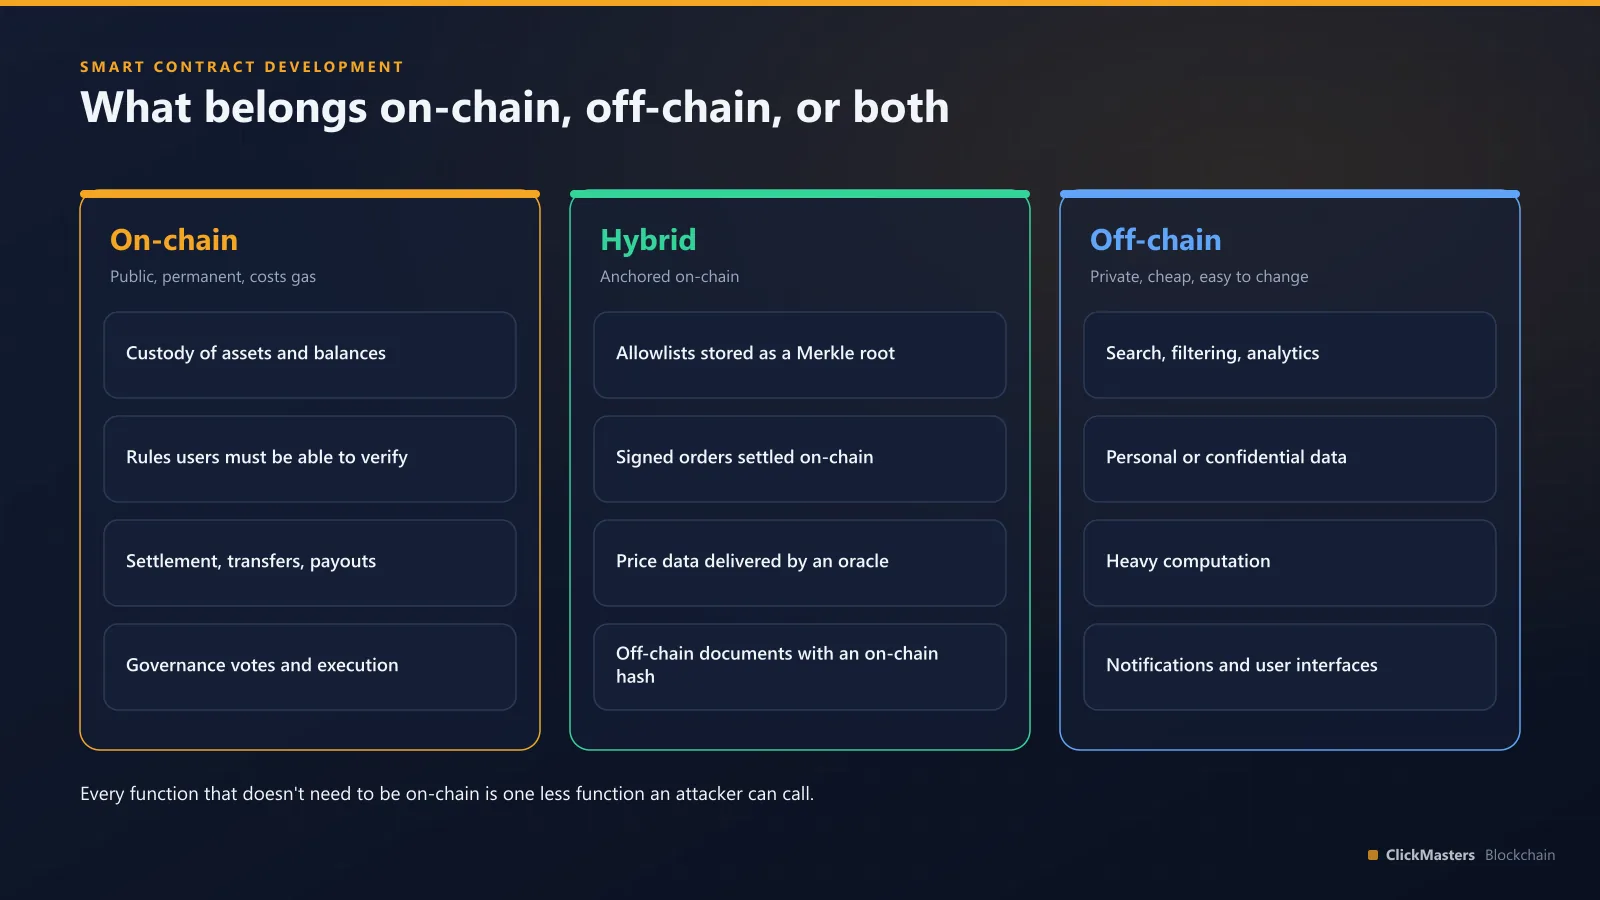 SMART CONTRACT DEVELOPMENT
What belongs on-chain, off-chain, or both
On-chain
Public, permanent, costs gas
Custody of assets and balances
Rules users must be able to verify
Settlement, transfers, payouts
Governance votes and execution
Hybrid
Anchored on-chain
Allowlists stored as a Merkle root
Signed orders settled on-chain
Price data delivered by an oracle
Off-chain documents with an on-chain
hash
Off-chain
Private, cheap, easy to change
Search, filtering, analytics
Personal or confidential data
Heavy computation
Notifications and user interfaces
Every function that doesn't need to be on-chain is one less function an attacker can call.
ClickMasters Blockchain